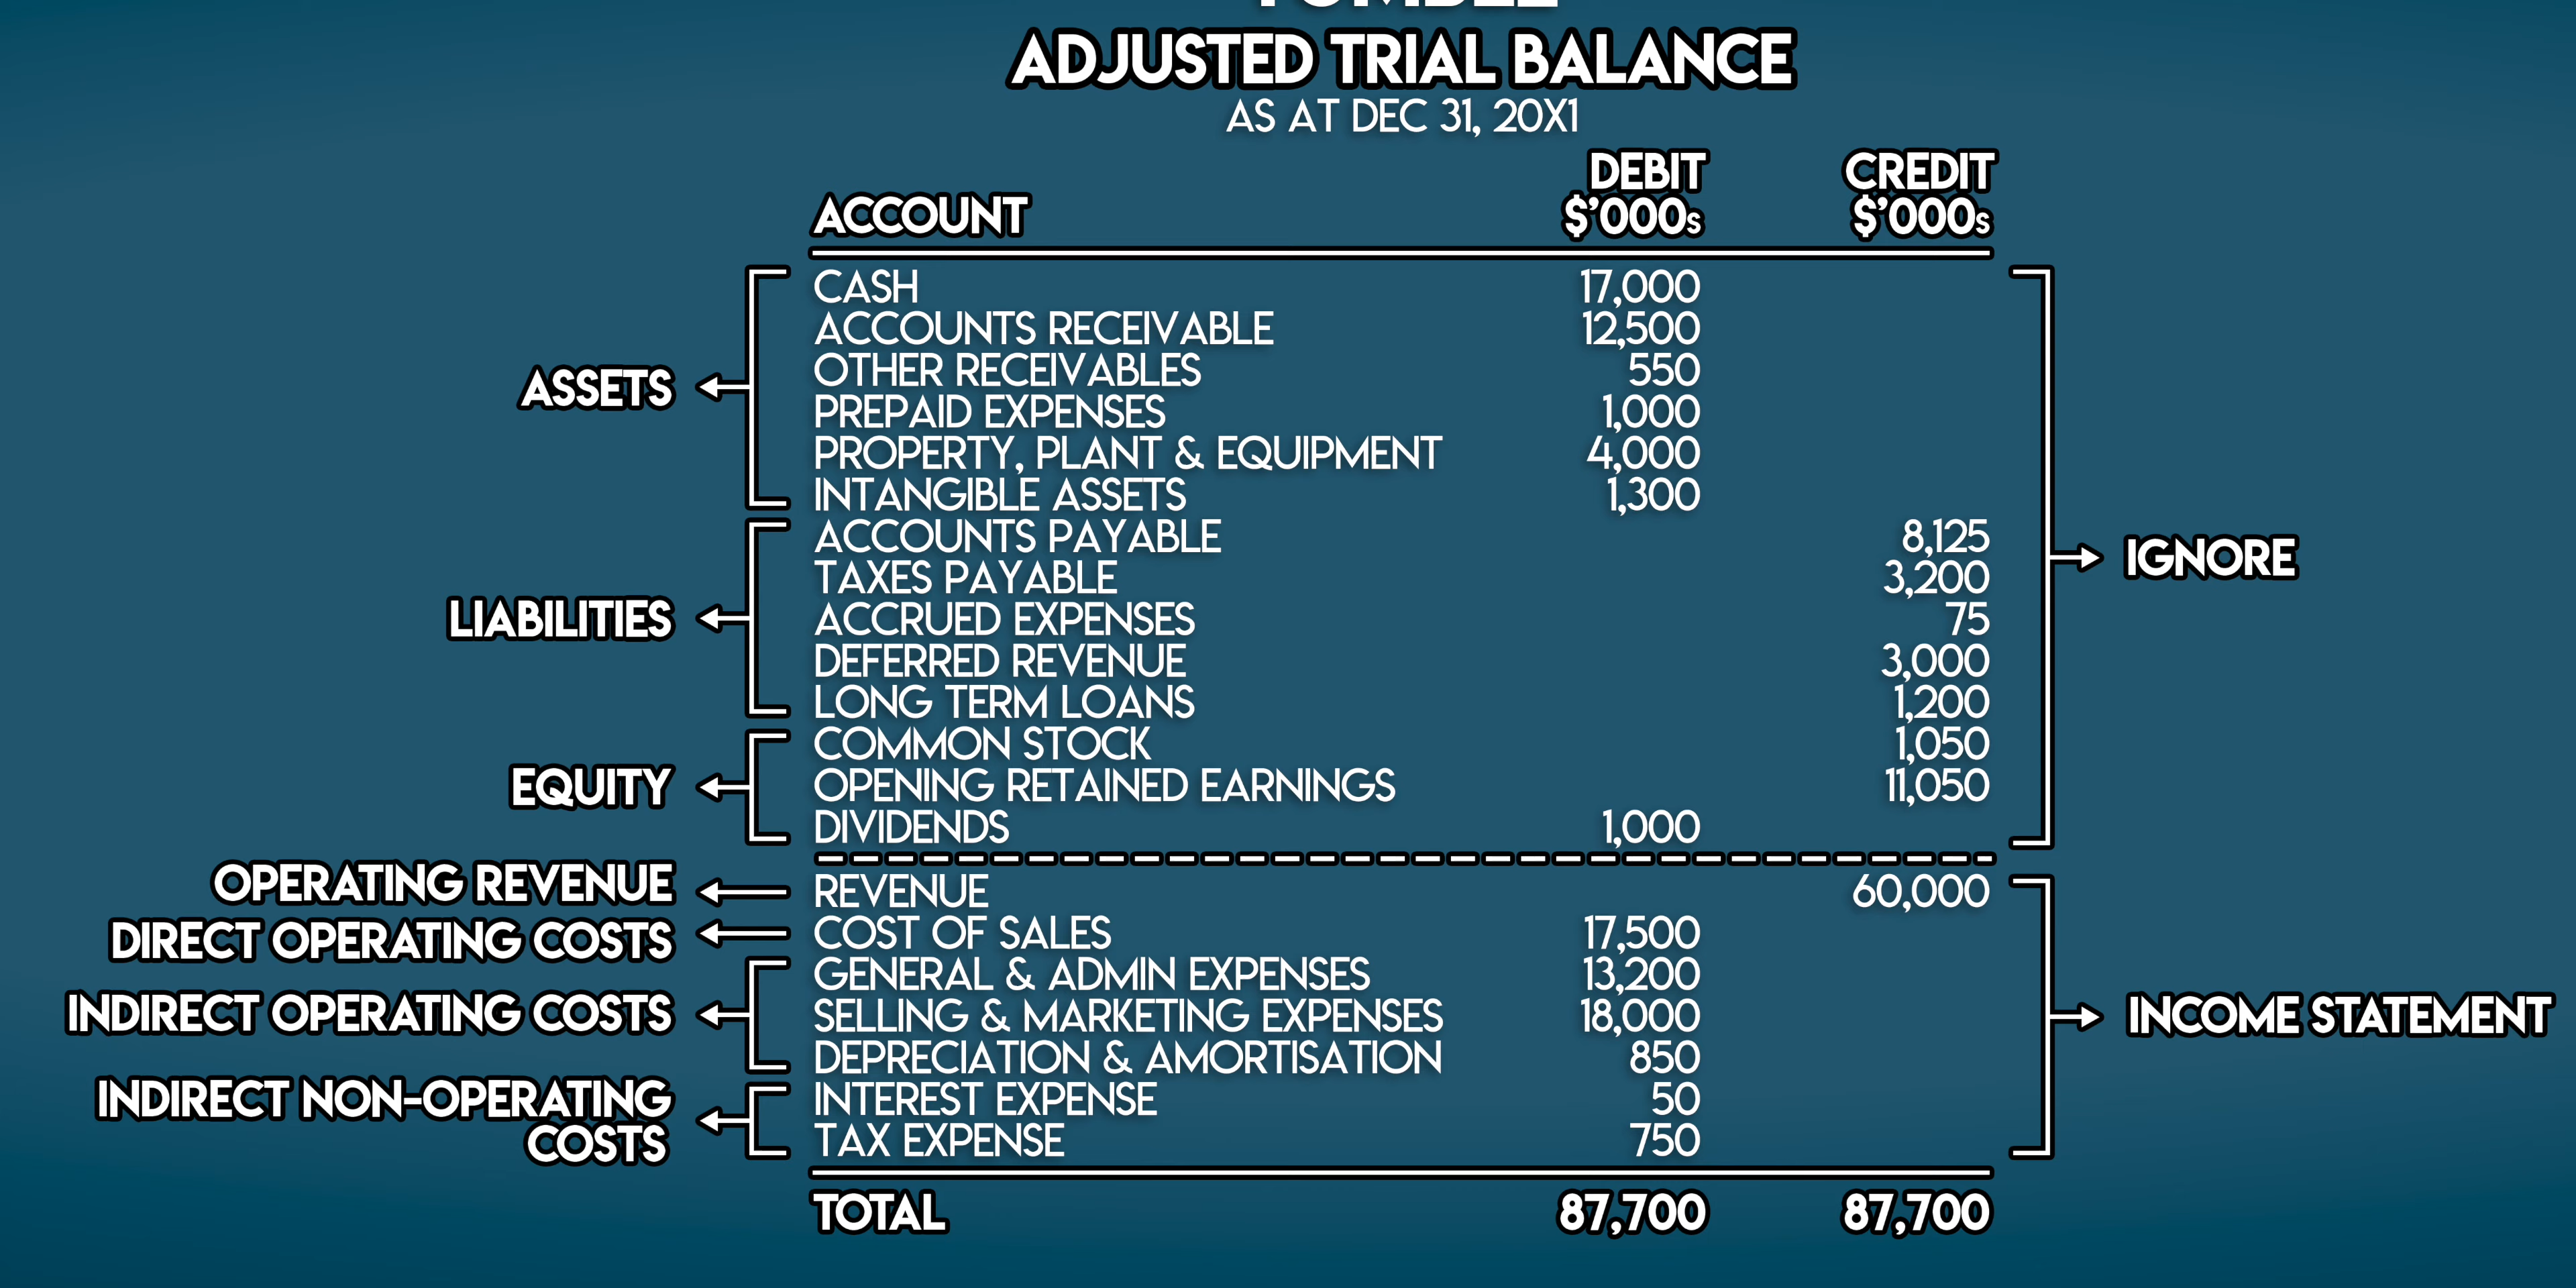 ADJUSTED TRIAL BALANCE
AS AT DEC 31, 20X1
ACCOUNT DEBIT $'000s CREDIT $'000s
ASSETS
CASH 17,000
ACCOUNTS RECEIVABLE 12,500
OTHER RECEIVABLES 550
PREPAID EXPENSES 1,000
PROPERTY, PLANT & EQUIPMENT 4,000
INTANGIBLE ASSETS 1,300
LIABILITIES
ACCOUNTS PAYABLE 8,125
TAXES PAYABLE 3,200
ACCRUED EXPENSES 75
DEFERRED REVENUE 3,000
LONG TERM LOANS 1,200
EQUITY
COMMON STOCK 1,050
OPENING RETAINED EARNINGS 11,050
DIVIDENDS 1,000
IGNORE
OPERATING REVENUE
REVENUE 60,000
DIRECT OPERATING COSTS
COST OF SALES 17,500
INDIRECT OPERATING COSTS
GENERAL & ADMIN EXPENSES 13,200
SELLING & MARKETING EXPENSES 18,000
DEPRECIATION & AMORTISATION 850
INDIRECT NON-OPERATING
COSTS
INTEREST EXPENSE 50
TAX EXPENSE 750
INCOME STATEMENT
TOTAL 87,700 87,700